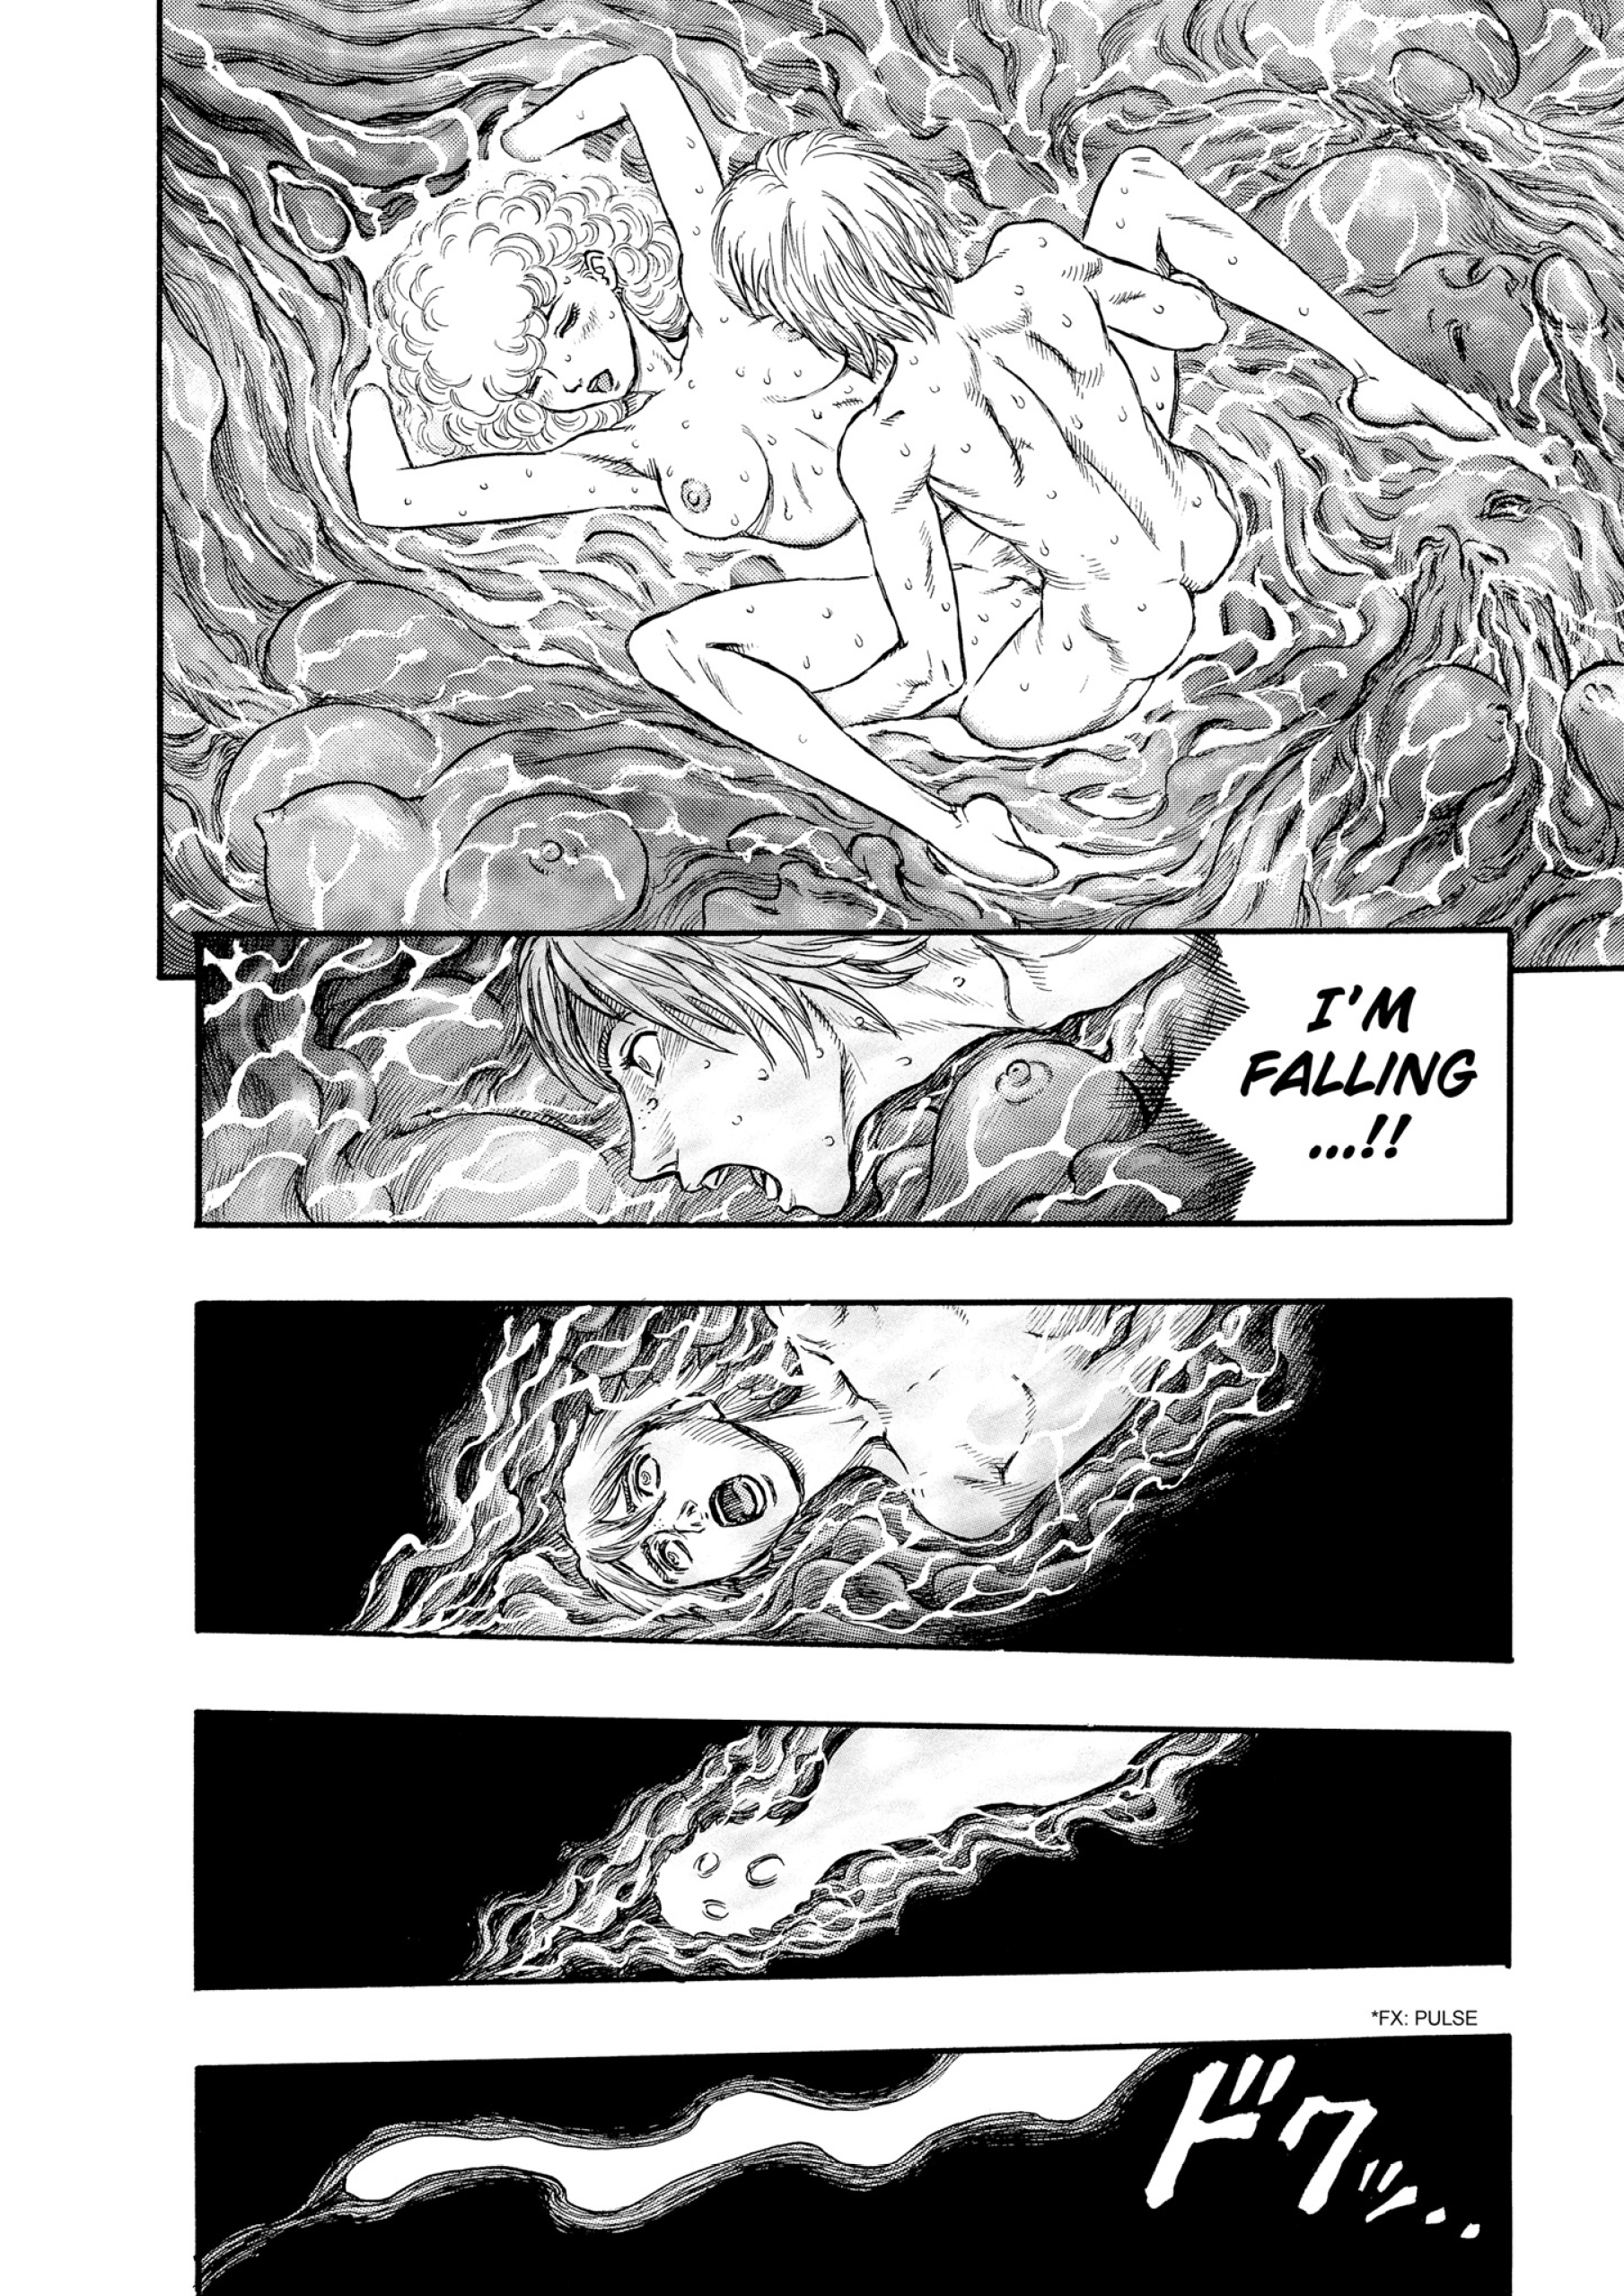 I'M
FALLING
...!!
*FX: PULSE
ドクッ..